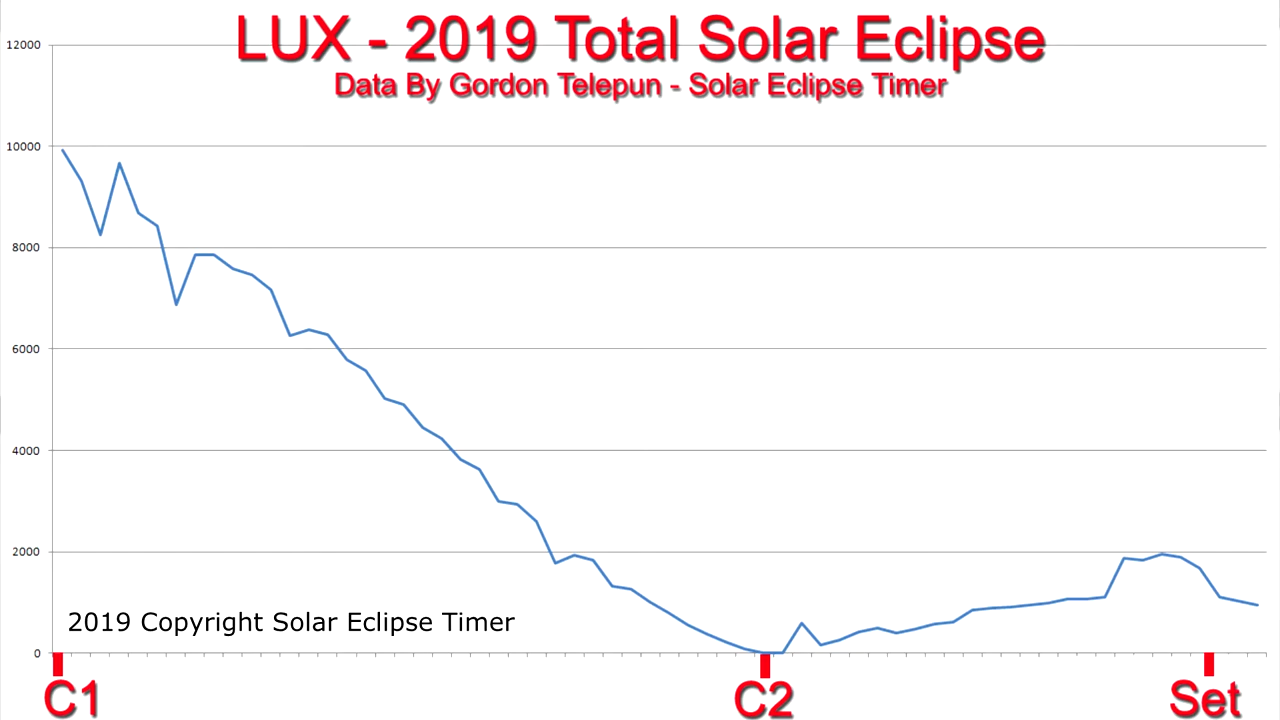 LUX - 2019 Total Solar Eclipse
Data By Gordon Telepun - Solar Eclipse Timer
12000
10000
8000
6000
4000
2000
0
2019 Copyright Solar Eclipse Timer
C1 C2 Set